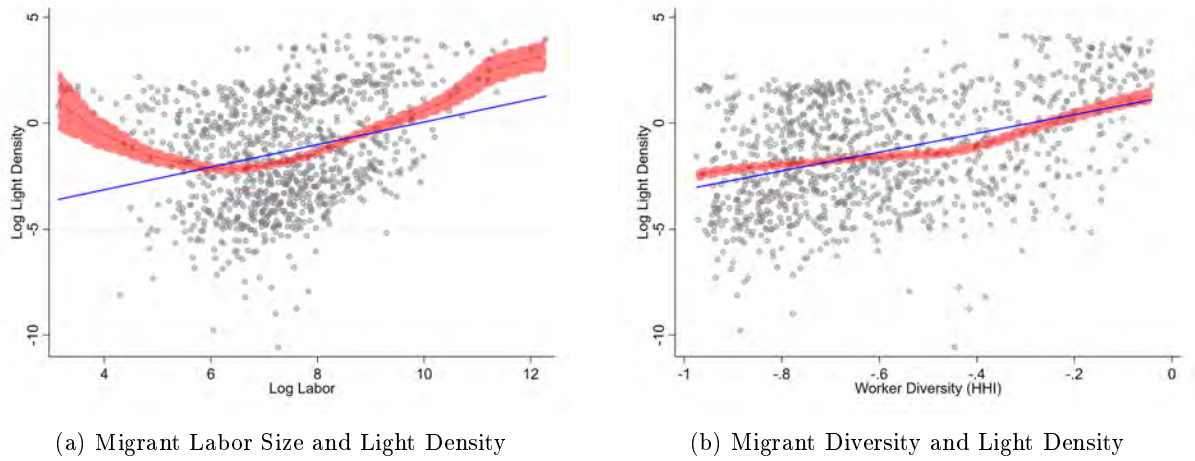 5
0
-5
-10
Log Light Density
4 6 8 10 12
Log Labor
5
0
-5
-10
Log Light Density
-1 -.8 -.6 -.4 -.2 0
Worker Diversity (HHI)
(a) Migrant Labor Size and Light Density
(b) Migrant Diversity and Light Density